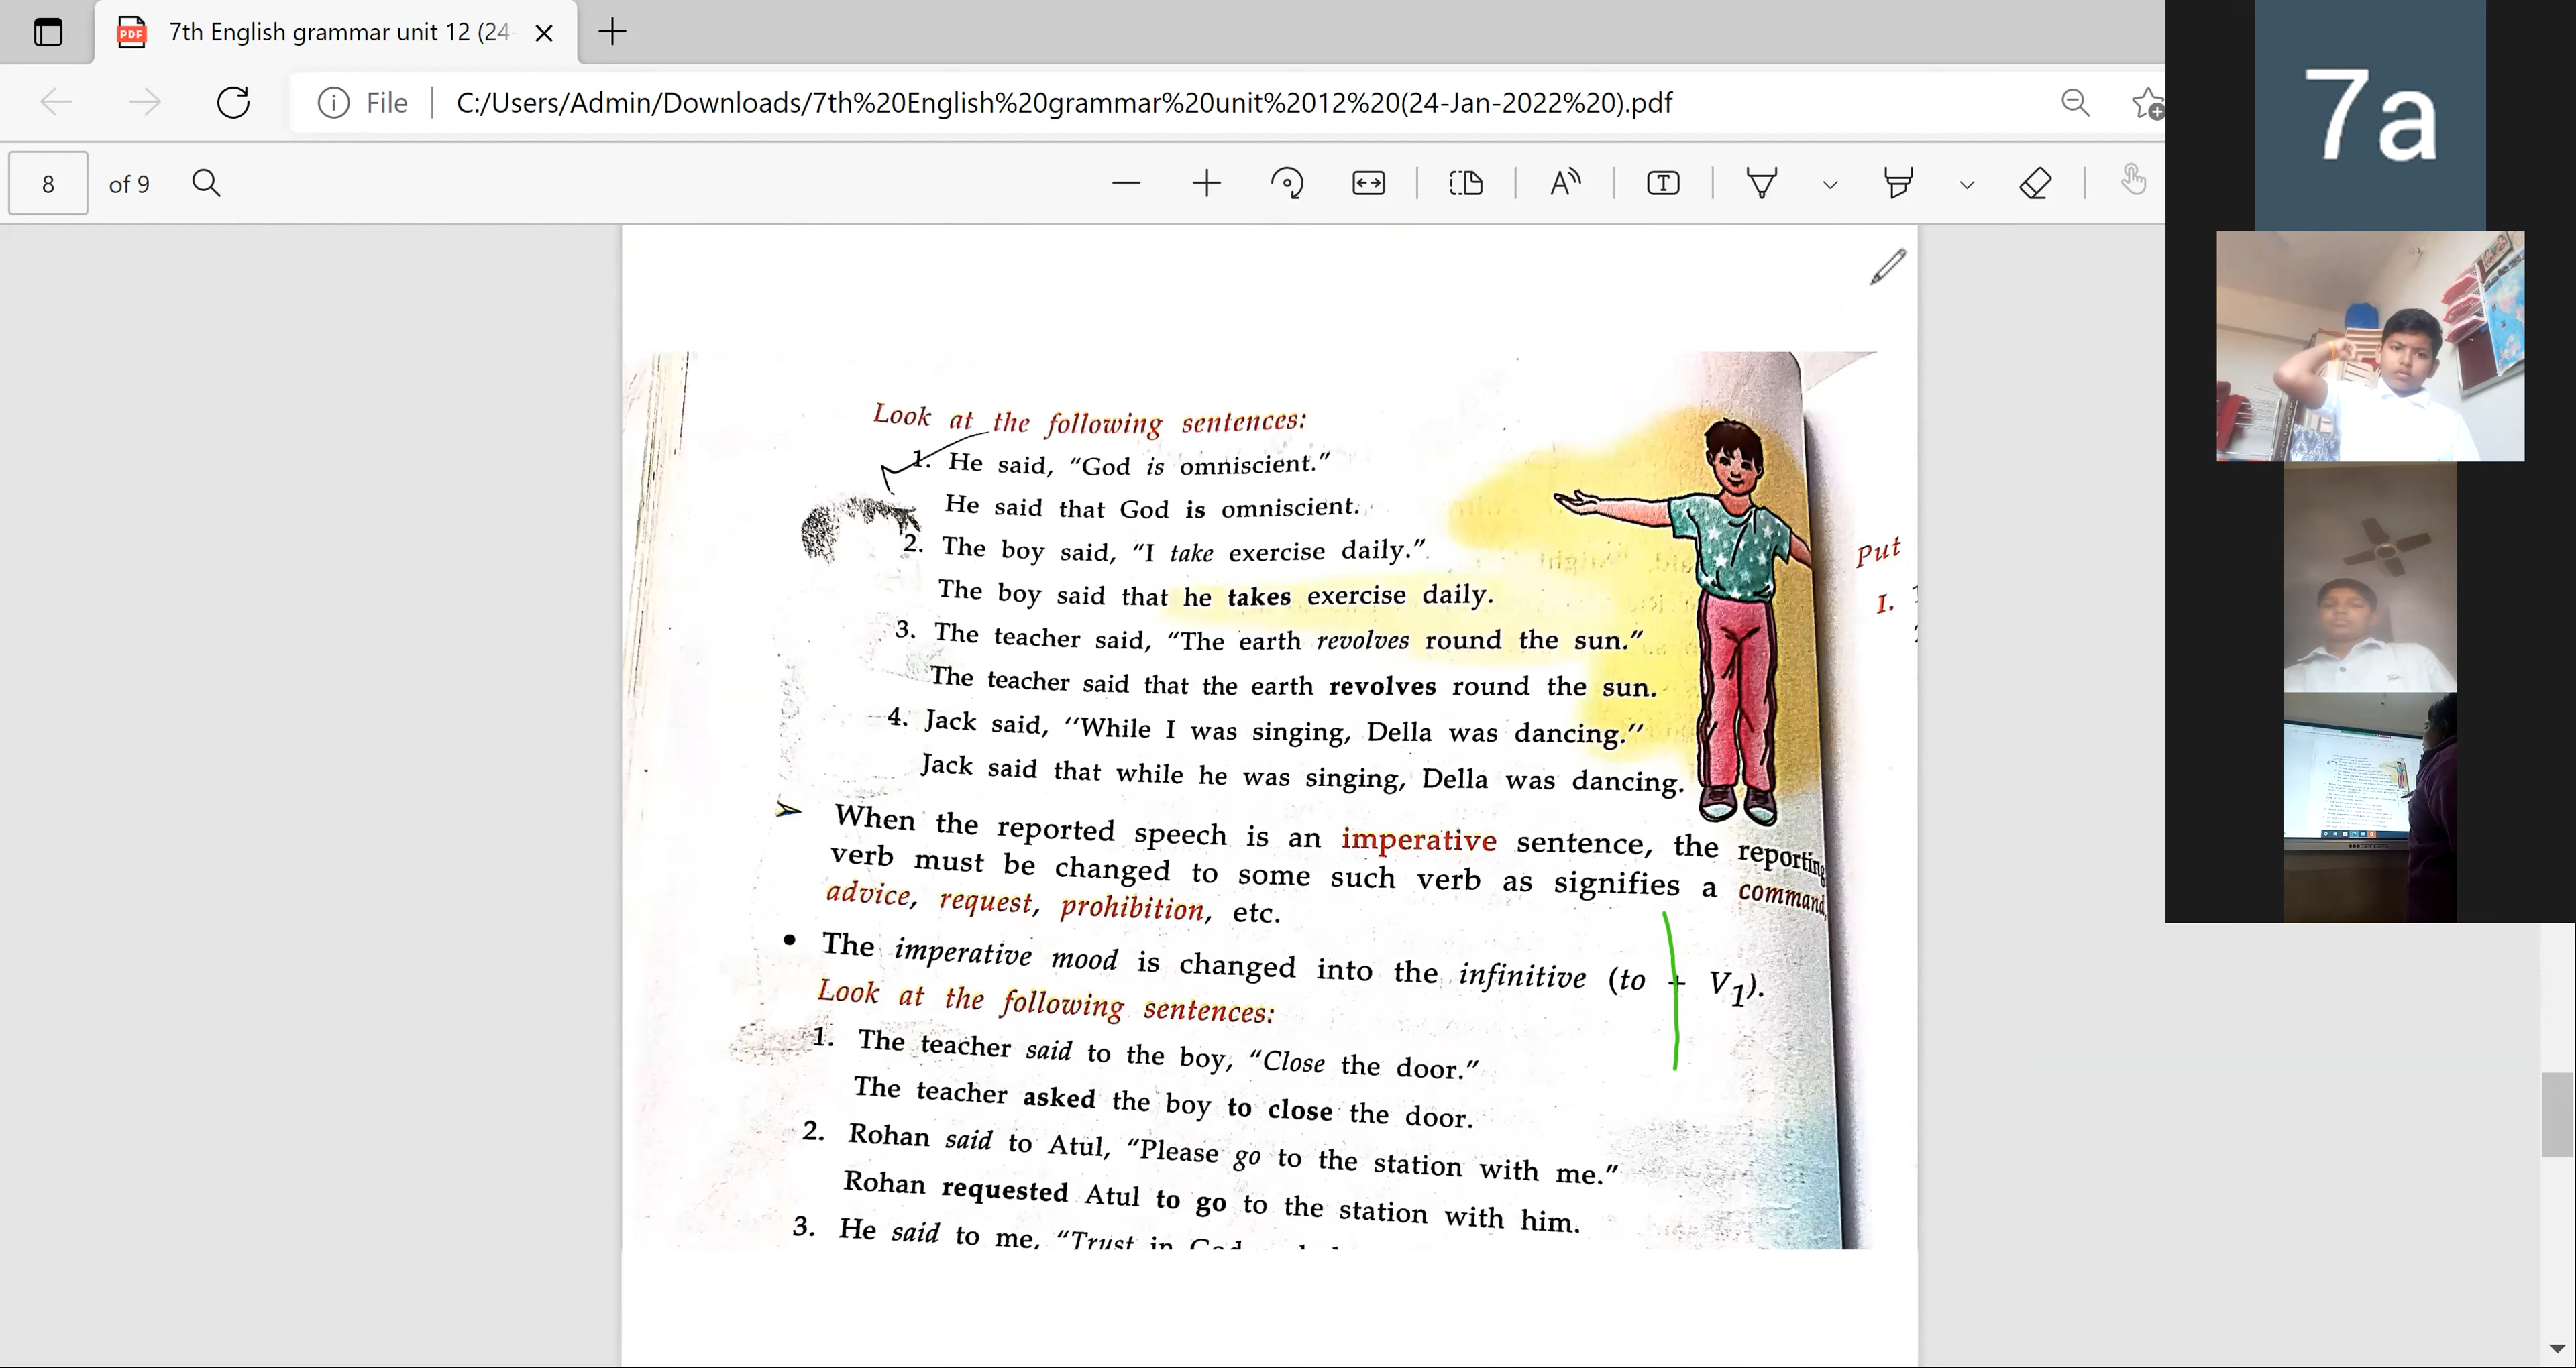 7th English grammar unit 12 (24-
File C:/Users/Admin/Downloads/7th%20English%20grammar%20unit%2012%20(24-Jan-2022%20).pdf
8 of 9
7a
Look at the following sentences:
1. He said, “God is omniscient.”
He said that God is omniscient.
2. The boy said, “I take exercise daily.”
The boy said that he takes exercise daily.
3. The teacher said, “The earth revolves round the sun.”
The teacher said that the earth revolves round the sun.
4. Jack said, “While I was singing, Della was dancing.”
Jack said that while he was singing, Della was dancing.
➢ When the reported speech is an imperative sentence, the reporting
verb must be changed to some such verb as signifies a command,
advice, request, prohibition, etc.
• The imperative mood is changed into the infinitive (to + V1).
Look at the following sentences:
1. The teacher said to the boy, “Close the door.”
The teacher asked the boy to close the door.
2. Rohan said to Atul, “Please go to the station with me.”
Rohan requested Atul to go to the station with him.
3. He said to me, “Trust in God
Put
I.